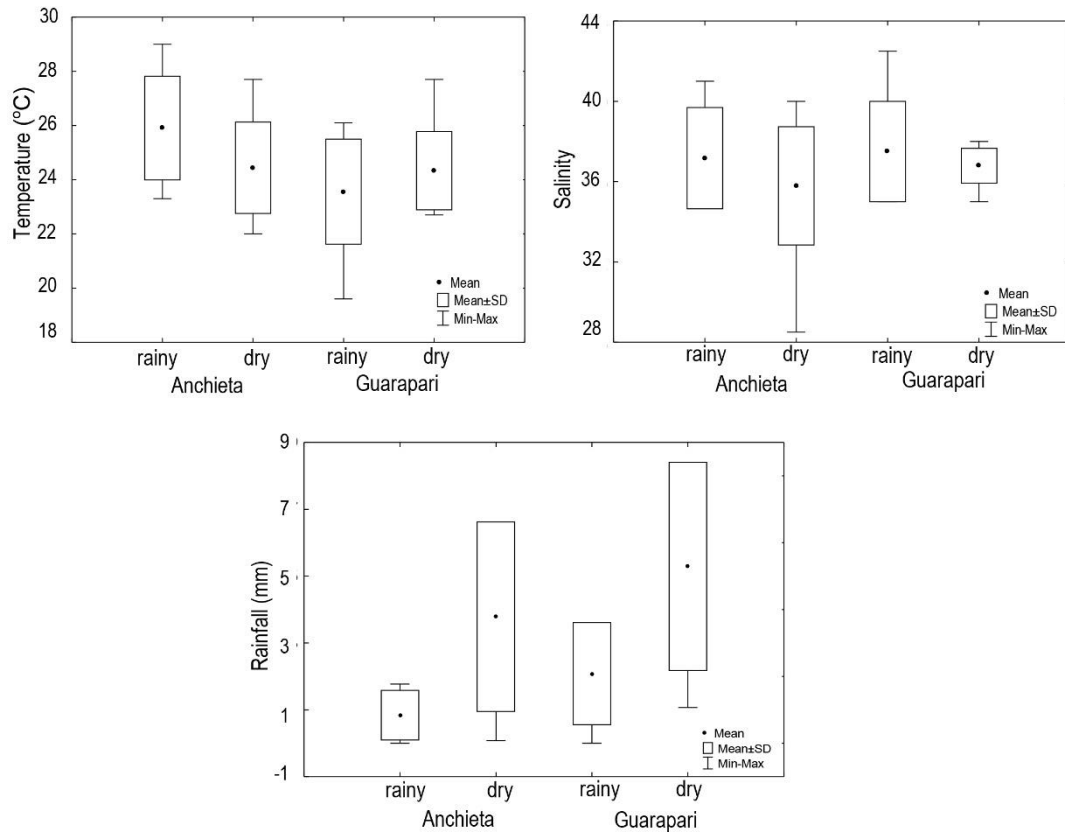 Temperature (°C)
30
28
26
24
22
20
18
Mean
Mean±SD
Min-Max
rainy dry rainy dry
Anchieta Guarapari
Salinity
44
40
36
32
28
Mean
Mean±SD
Min-Max
rainy dry rainy dry
Anchieta Guarapari
Rainfall (mm)
9
7
5
3
1
-1
Mean
Mean±SD
Min-Max
rainy dry rainy dry
Anchieta Guarapari